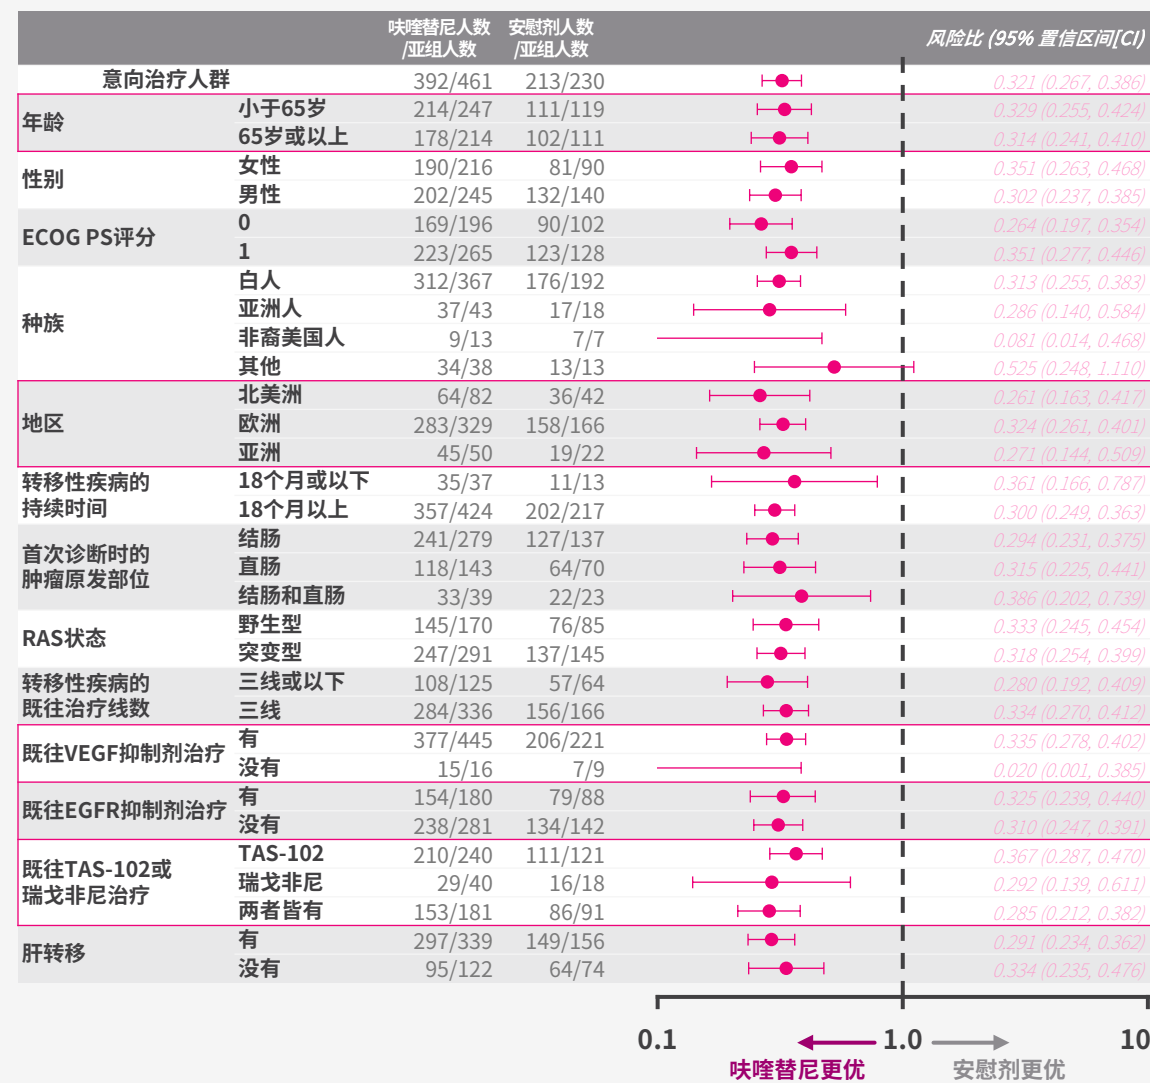 呋喹替尼人数 安慰剂人数
/亚组人数 /亚组人数 风险比 (95% 置信区间[CI)
意向治疗人群 392/461 213/230 0.321 (0.267, 0.386)
年龄 小于65岁 214/247 111/119 0.329 (0.255, 0.424)
65岁或以上 178/214 102/111 0.314 (0.241, 0.410)
性别 女性 190/216 81/90 0.351 (0.263, 0.468)
男性 202/245 132/140 0.302 (0.237, 0.385)
ECOG PS评分 0 169/196 90/102 0.264 (0.197, 0.354)
1 223/265 123/128 0.351 (0.277, 0.446)
种族 白人 312/367 176/192 0.313 (0.255, 0.383)
亚洲人 37/43 17/18 0.286 (0.140, 0.584)
非裔美国人 9/13 7/7 0.081 (0.014, 0.468)
其他 34/38 13/13 0.525 (0.248, 1.110)
地区 北美洲 64/82 36/42 0.261 (0.163, 0.417)
欧洲 283/329 158/166 0.324 (0.261, 0.401)
亚洲 45/50 19/22 0.271 (0.144, 0.509)
转移性疾病的 18个月或以下 35/37 11/13 0.361 (0.166, 0.787)
持续时间 18个月以上 357/424 202/217 0.300 (0.249, 0.363)
首次诊断时的 结肠 241/279 127/137 0.294 (0.231, 0.375)
肿瘤原发部位 直肠 118/143 64/70 0.315 (0.225, 0.441)
结肠和直肠 33/39 22/23 0.386 (0.202, 0.739)
RAS状态 野生型 145/170 76/85 0.333 (0.245, 0.454)
突变型 247/291 137/145 0.318 (0.254, 0.399)
转移性疾病的 三线或以下 108/125 57/64 0.280 (0.192, 0.409)
既往治疗线数 三线 284/336 156/166 0.334 (0.270, 0.412)
既往VEGF抑制剂治疗 有 377/445 206/221 0.335 (0.278, 0.402)
没有 15/16 7/9 0.020 (0.001, 0.385)
既往EGFR抑制剂治疗 有 154/180 79/88 0.325 (0.239, 0.440)
没有 238/281 134/142 0.310 (0.247, 0.391)
既往TAS-102或 TAS-102 210/240 111/121 0.367 (0.287, 0.470)
瑞戈非尼治疗 瑞戈非尼 29/40 16/18 0.292 (0.139, 0.611)
两者皆有 153/181 86/91 0.285 (0.212, 0.382)
肝转移 有 297/339 149/156 0.291 (0.234, 0.362)
没有 95/122 64/74 0.334 (0.235, 0.476)
0.1 1.0 10
呋喹替尼更优 安慰剂更优